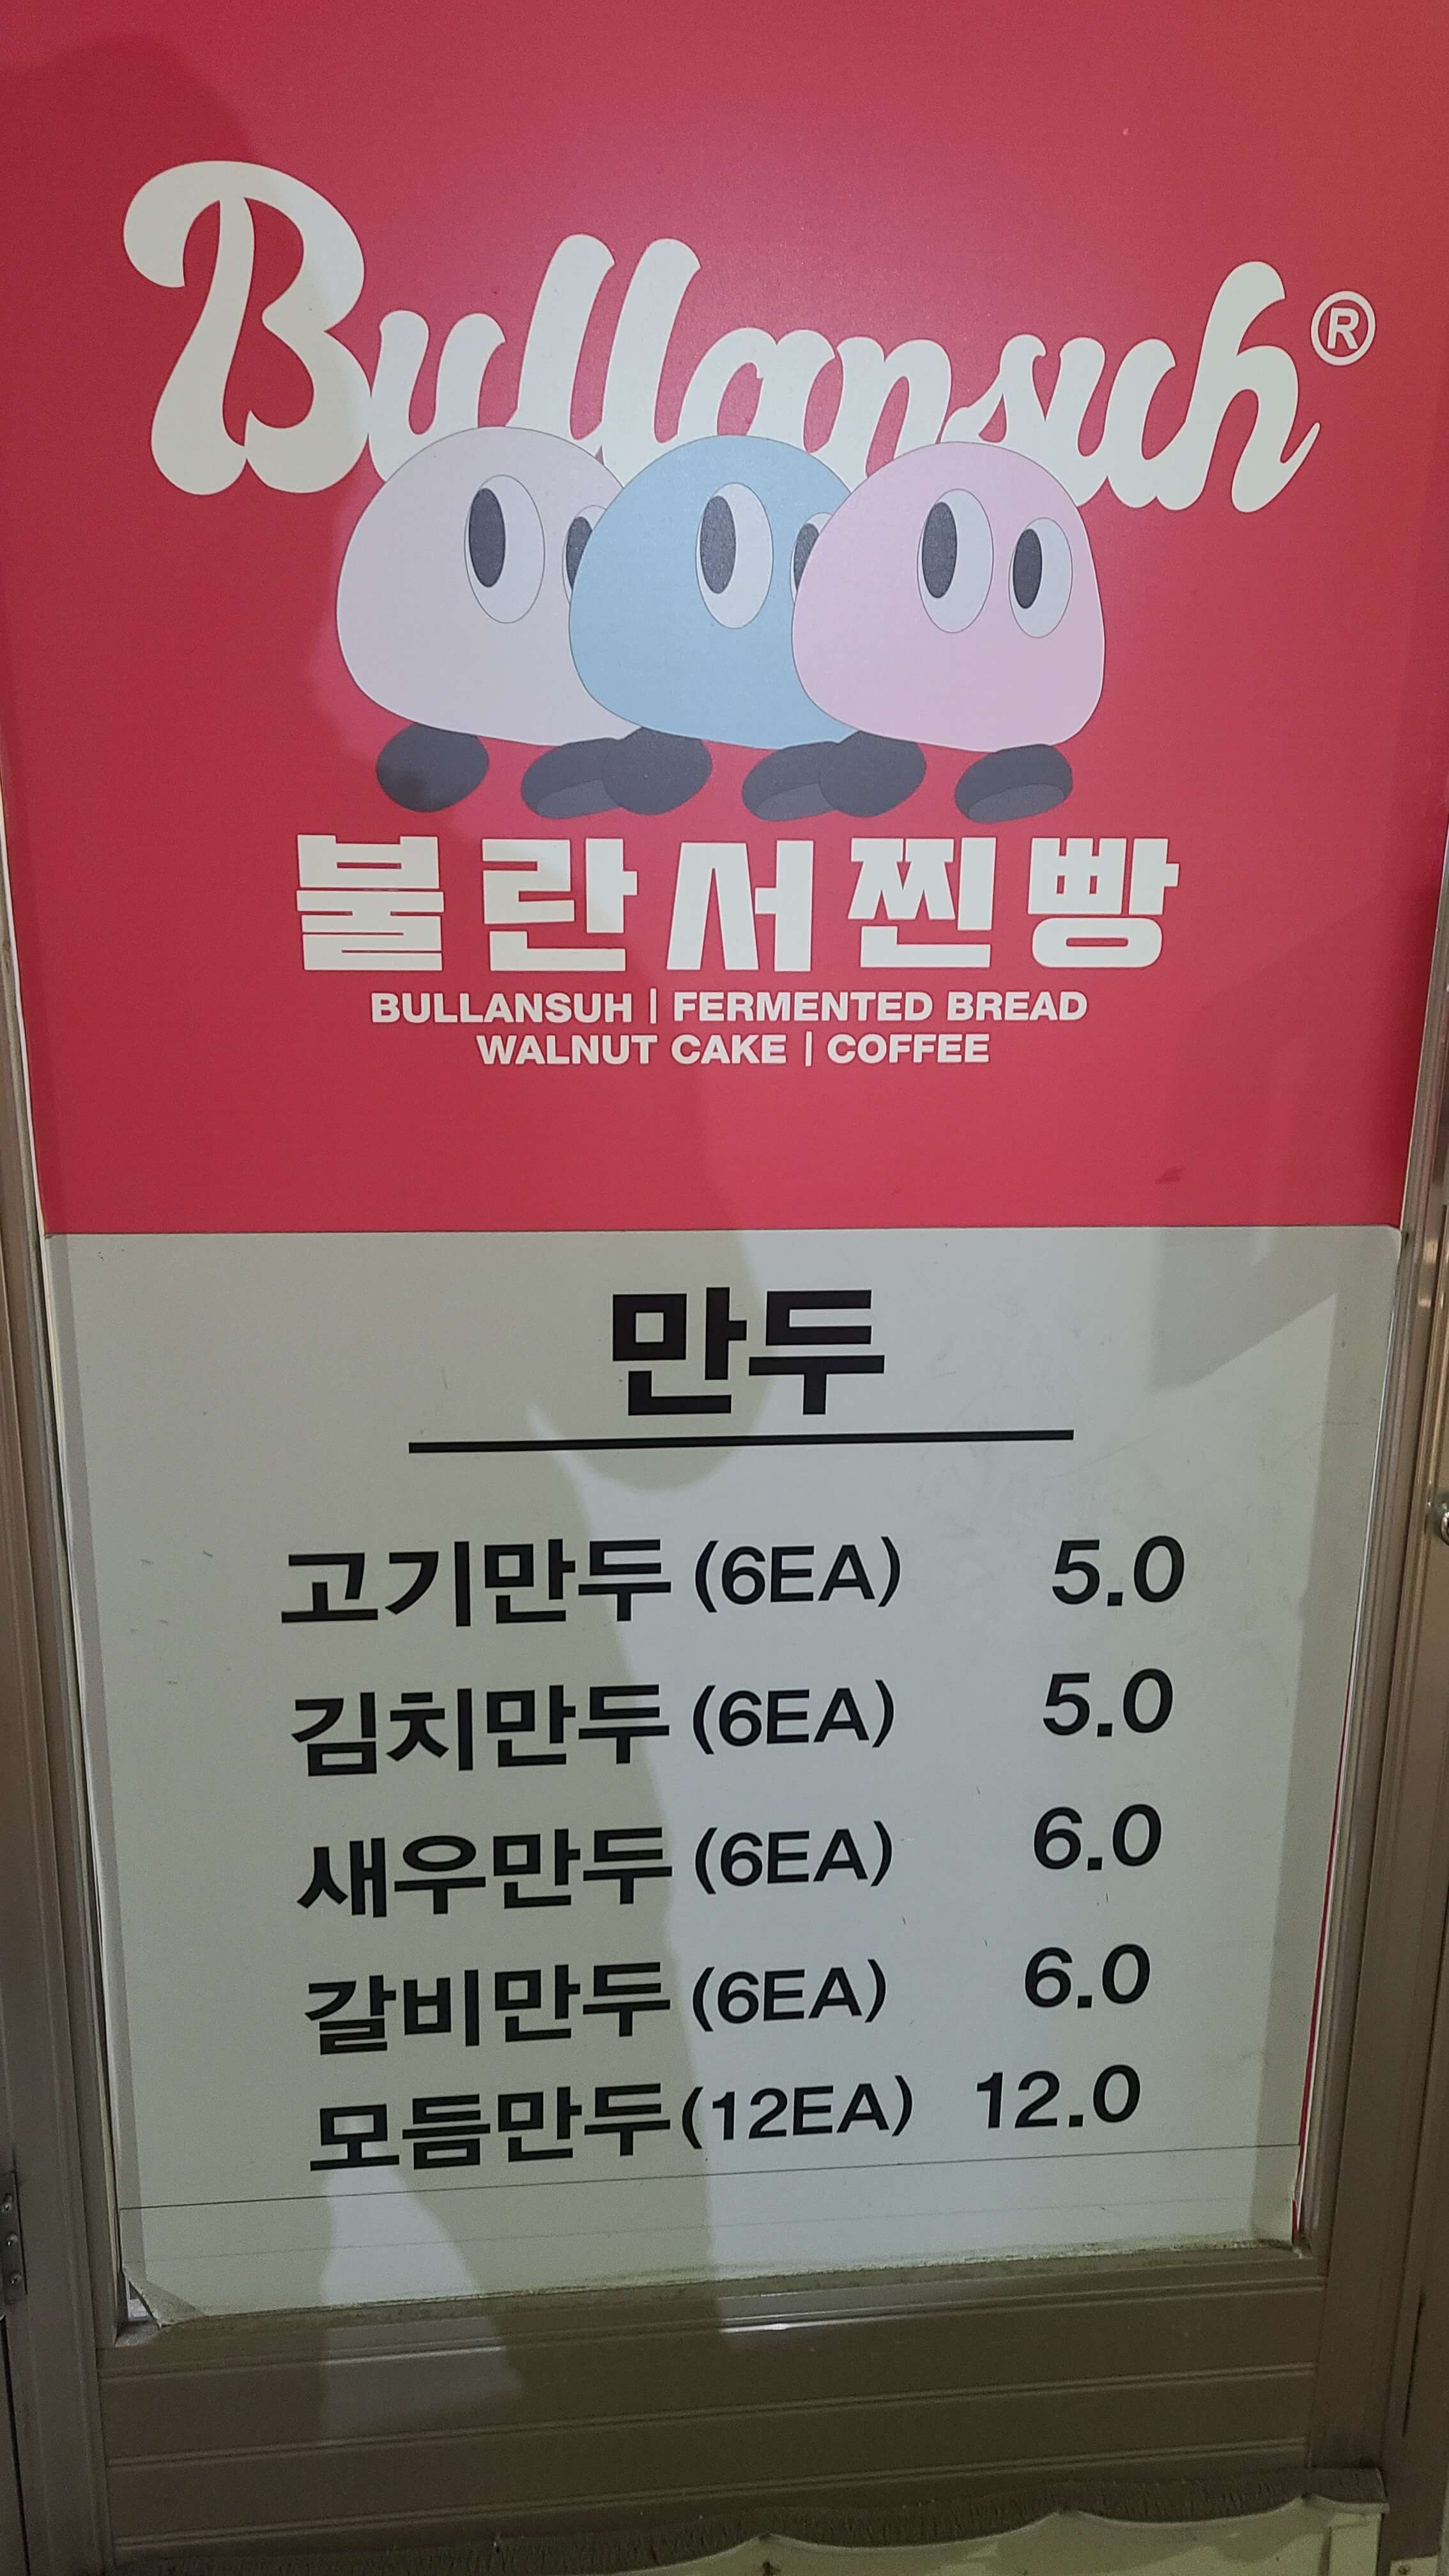 Bullansuh®
불란서찐빵
BULLANSUH | FERMENTED BREAD
WALNUT CAKE | COFFEE
만두
고기만두 (6EA) 5.0
김치만두 (6EA) 5.0
새우만두 (6EA) 6.0
갈비만두 (6EA) 6.0
모듬만두(12EA) 12.0